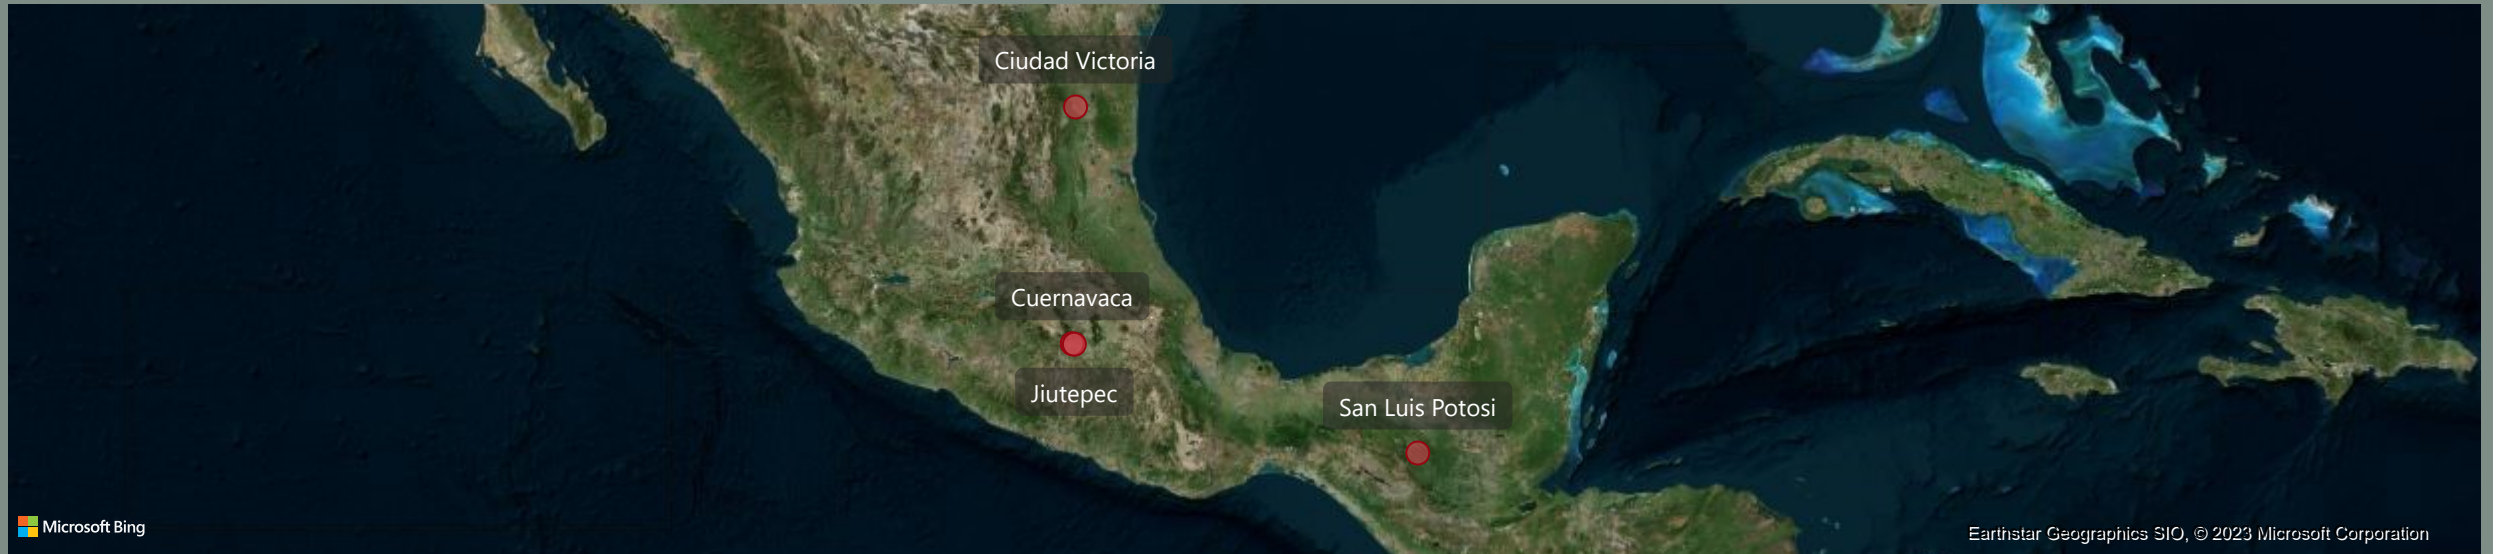 Ciudad Victoria
Cuernavaca
Jiutepec
San Luis Potosi
Microsoft Bing
Earthstar Geographics SIO, © 2023 Microsoft Corporation